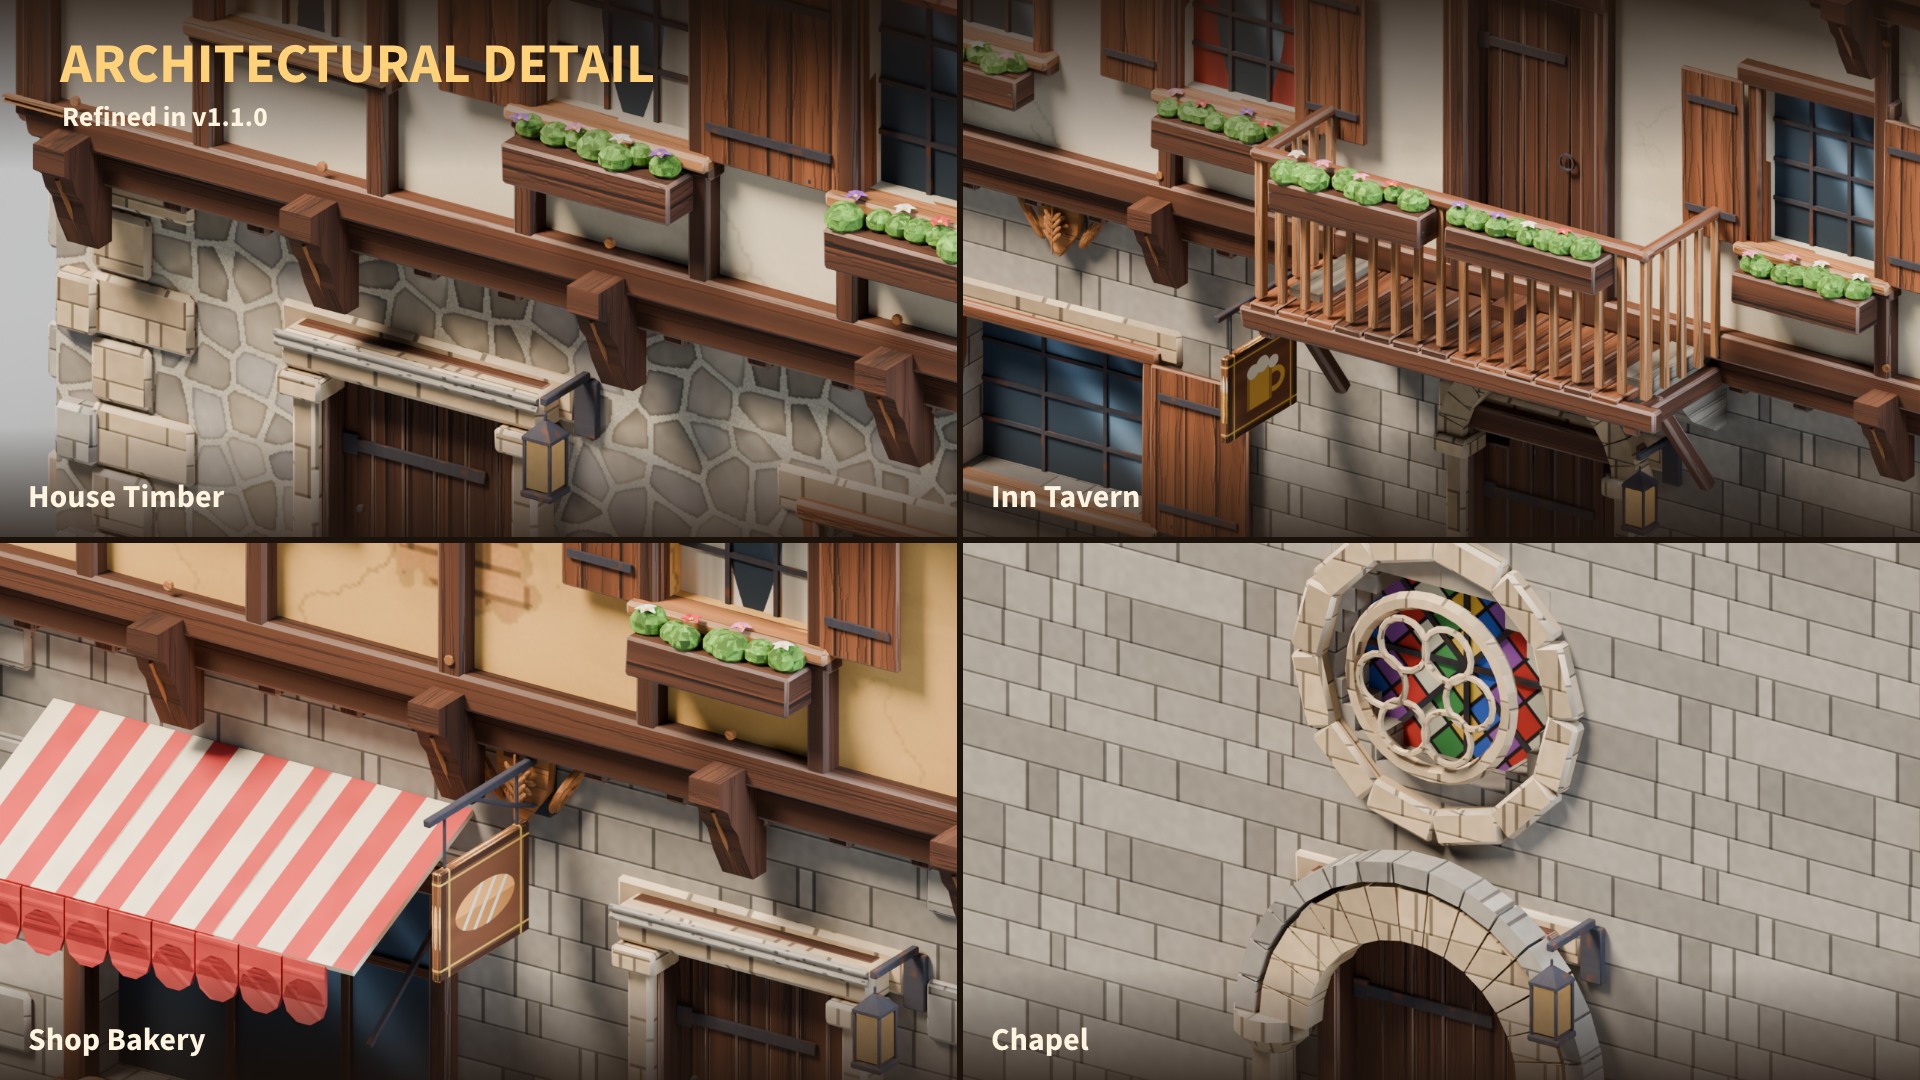 ARCHITECTURAL DETAIL
Refined in v1.1.0
House Timber
Inn Tavern
Shop Bakery
Chapel